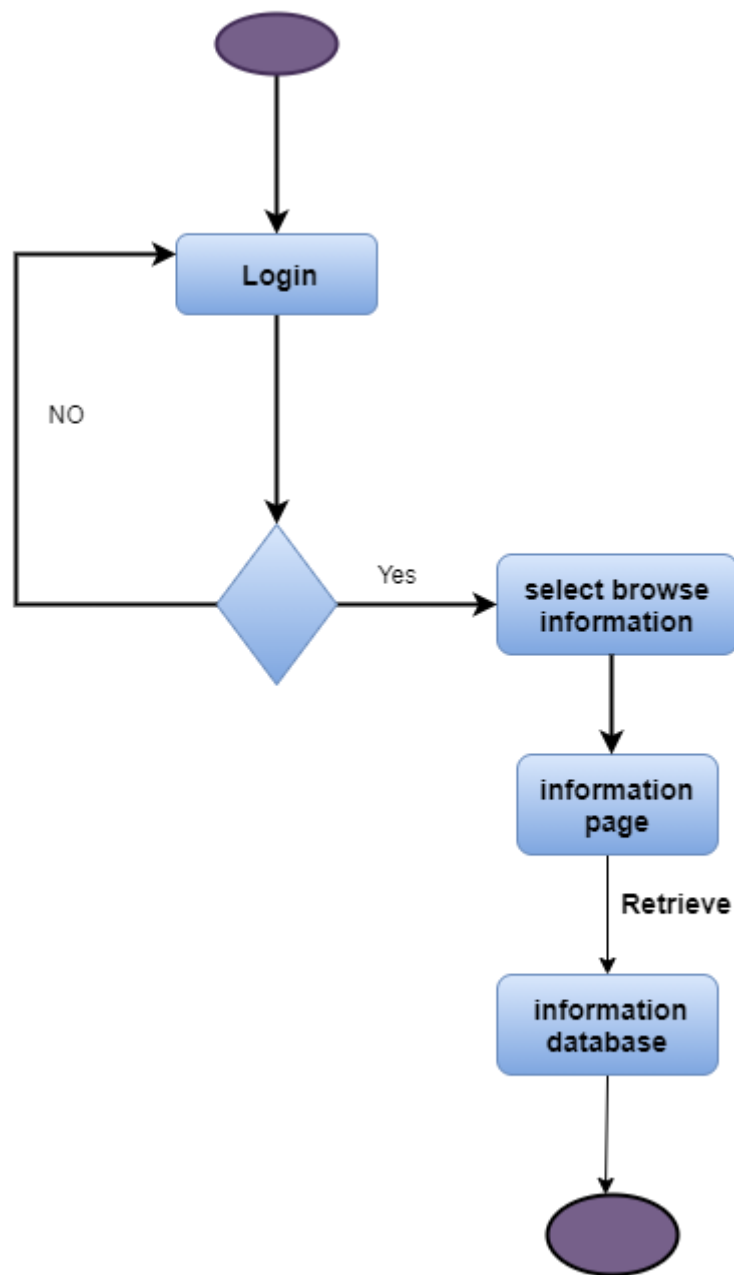 Login
NO
Yes
select browse
information
information
page
Retrieve
information
database